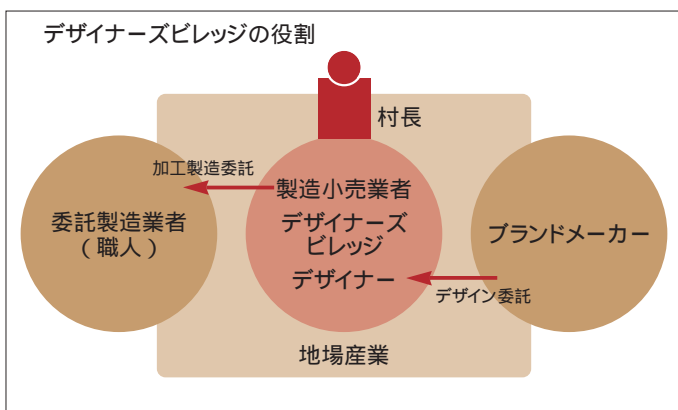 デザイナーズビレッジの役割
村長
加工製造委託
製造小売業者
委託製造業者
(職人)
デザイナーズ
ビレッジ
デザイナー
ブランドメーカー
デザイン委託
地場産業